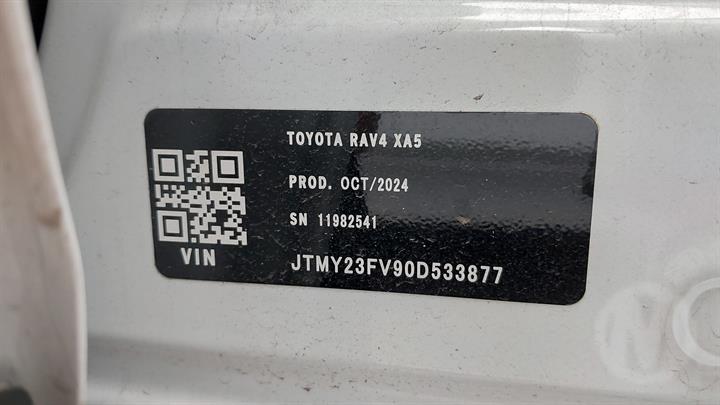 TOYOTA RAV4 XA5
PROD. OCT/2024
SN 11982541
VIN
JTMY23FV90D533877